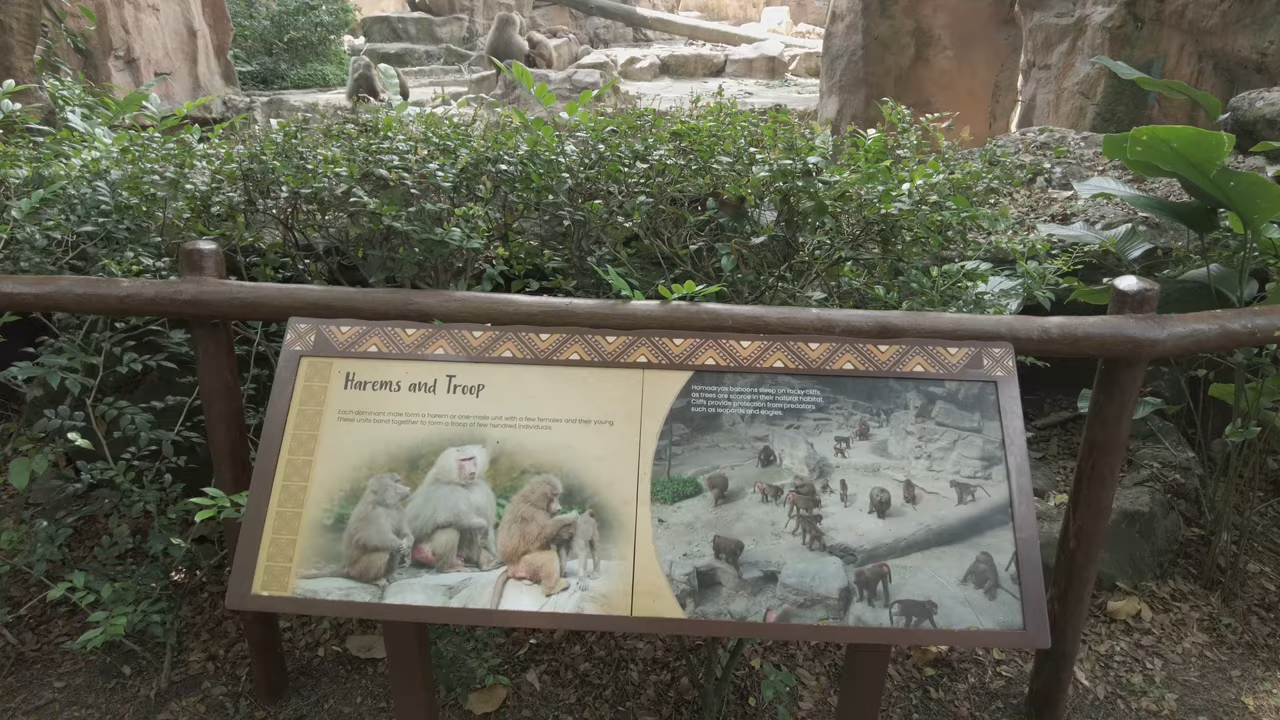 Harems and Troop
Each dominant male form a harem or one-male unit with a few females and their young.
These units band together to form a troop of few hundred individuals.
Hamadryas baboons sleep on rocky cliffs,
as trees are scarce in their natural habitat.
Cliffs provide protection from predators,
such as leopards and eagles.